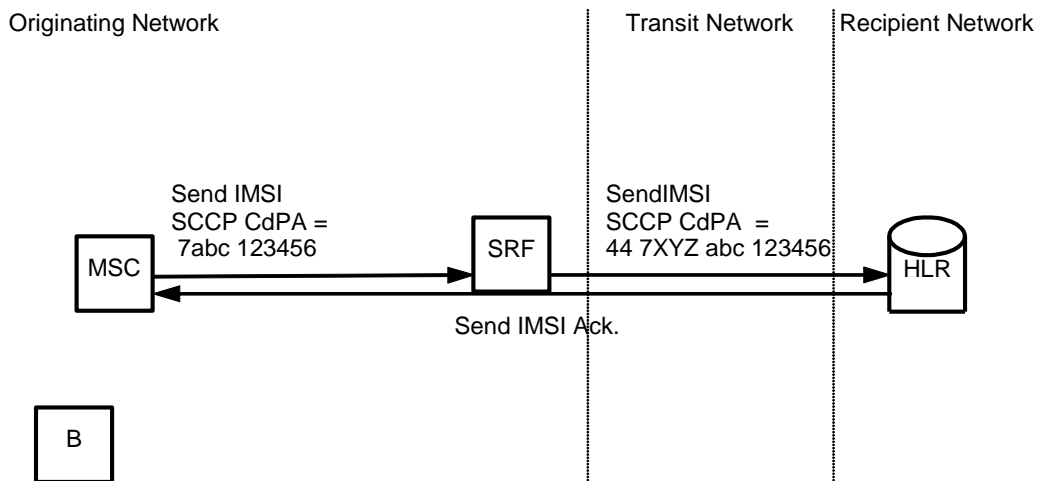 Originating Network
Transit Network
Recipient Network
Send IMSI
SCCP CdPA =
7abc 123456
SendIMSI
SCCP CdPA =
44 7XYZ abc 123456
MSC
SRF
HLR
Send IMSI Ack.
B